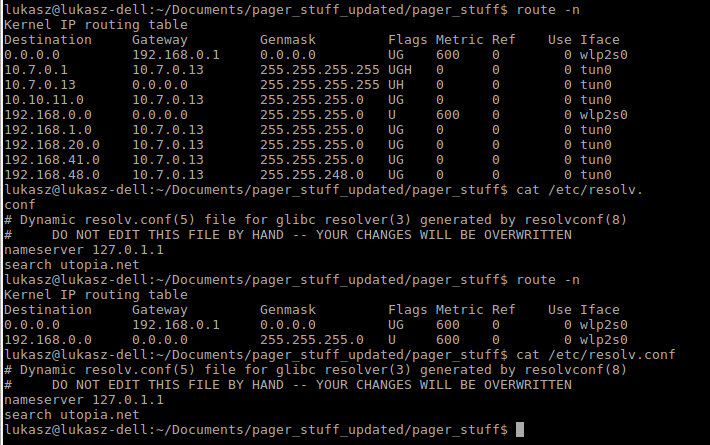 lukasz@lukasz-dell:~/Documents/pager_stuff_updated/pager_stuff$ route -n
Kernel IP routing table
Destination     Gateway         Genmask         Flags Metric Ref    Use Iface
0.0.0.0         192.168.0.1     0.0.0.0         UG    600    0        0 wlp2s0
10.7.0.1        10.7.0.13       255.255.255.255 UGH   0      0        0 tun0
10.7.0.13       0.0.0.0         255.255.255.255 UH    0      0        0 tun0
10.10.11.0      10.7.0.13       255.255.255.0   UG    0      0        0 tun0
192.168.0.0     0.0.0.0         255.255.255.0   U     600    0        0 wlp2s0
192.168.1.0     10.7.0.13       255.255.255.0   UG    0      0        0 tun0
192.168.20.0    10.7.0.13       255.255.255.0   UG    0      0        0 tun0
192.168.41.0    10.7.0.13       255.255.255.0   UG    0      0        0 tun0
192.168.48.0    10.7.0.13       255.255.248.0   UG    0      0        0 tun0
lukasz@lukasz-dell:~/Documents/pager_stuff_updated/pager_stuff$ cat /etc/resolv.
conf
# Dynamic resolv.conf(5) file for glibc resolver(3) generated by resolvconf(8)
#     DO NOT EDIT THIS FILE BY HAND -- YOUR CHANGES WILL BE OVERWRITTEN
nameserver 127.0.1.1
search utopia.net
lukasz@lukasz-dell:~/Documents/pager_stuff_updated/pager_stuff$ route -n
Kernel IP routing table
Destination     Gateway         Genmask         Flags Metric Ref    Use Iface
0.0.0.0         192.168.0.1     0.0.0.0         UG    600    0        0 wlp2s0
192.168.0.0     0.0.0.0         255.255.255.0   U     600    0        0 wlp2s0
lukasz@lukasz-dell:~/Documents/pager_stuff_updated/pager_stuff$ cat /etc/resolv.conf
# Dynamic resolv.conf(5) file for glibc resolver(3) generated by resolvconf(8)
#     DO NOT EDIT THIS FILE BY HAND -- YOUR CHANGES WILL BE OVERWRITTEN
nameserver 127.0.1.1
search utopia.net
lukasz@lukasz-dell:~/Documents/pager_stuff_updated/pager_stuff$